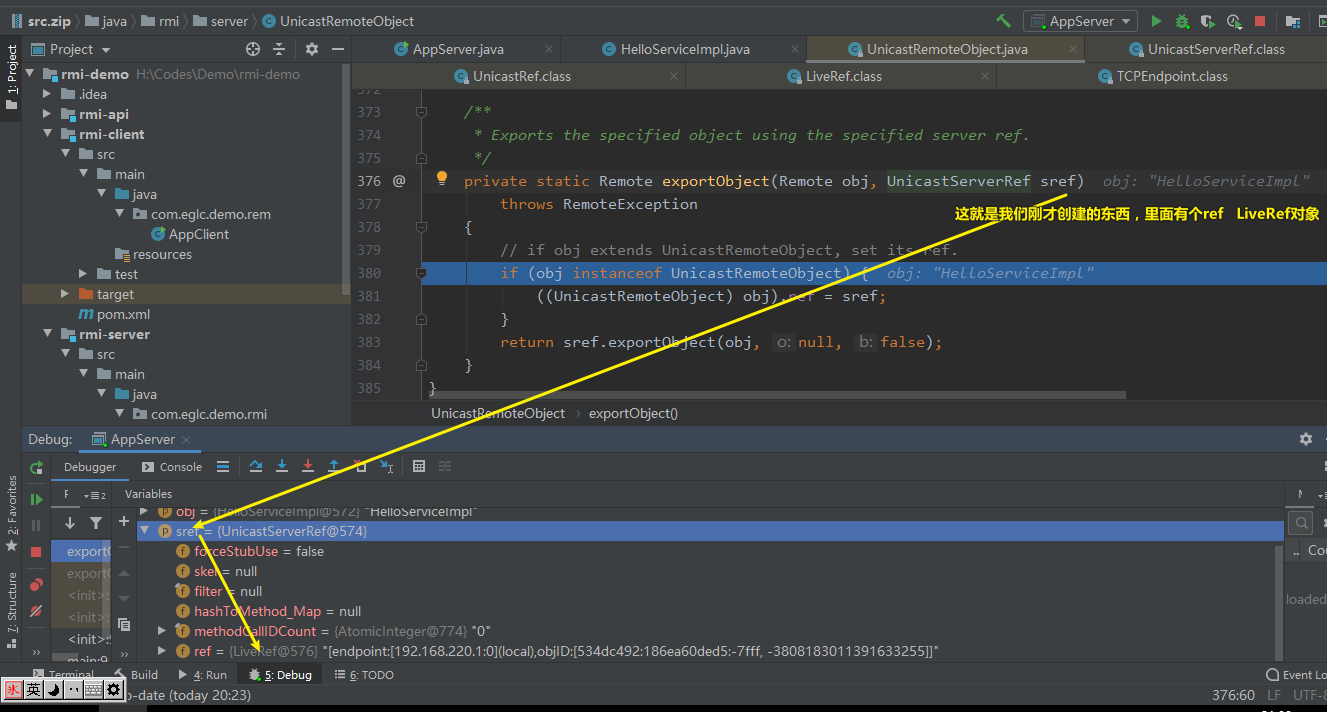 src.zip java rmi server UnicastRemoteObject AppServer
1: Project
Project
AppServer.java HelloServiceImpl.java UnicastRemoteObject.java UnicastServerRef.class
UnicastRef.class LiveRef.class TCPEndpoint.class
rmi-demo H:\Codes\Demo\rmi-demo
.idea
rmi-api
rmi-client
src
main
java
com.eglc.demo.rem
AppClient
resources
test
target
pom.xml
rmi-server
src
main
java
com.eglc.demo.rmi
372
373 /**
374 * Exports the specified object using the specified server ref.
375 */
376 @ private static Remote exportObject(Remote obj, UnicastServerRef sref) obj: "HelloServiceImpl"
377 throws RemoteException
这就是我们刚才创建的东西，里面有个ref LiveRef对象
378 {
379 // if obj extends UnicastRemoteObject, set its ref.
380 if (obj instanceof UnicastRemoteObject) { obj: "HelloServiceImpl"
381 ((UnicastRemoteObject) obj).ref = sref;
382 }
383 return sref.exportObject(obj, o: null, b: false);
384 }
385 }
UnicastRemoteObject › exportObject()
Debug: AppServer
Debugger Console
Variables
obj = {HelloServiceImpl@572} "HelloServiceImpl"
sref = {UnicastServerRef@574}
forceStubUse = false
skel = null
filter = null
hashToMethod_Map = null
methodCallIDCount = {AtomicInteger@774} "0"
ref = {LiveRef@576} "[endpoint:[192.168.220.1:0](local),objID:[534dc492:186ea60ded5:-7fff, -3808183011391633255]]"
export
export
<init>:
<init>:
<init>:
main:9
Cou
loaded
2: Favorites
7: Structure
Terminal Build 4: Run 5: Debug 6: TODO Event Lo
英
o-date (today 20:23) 376:60 LF UTF-8